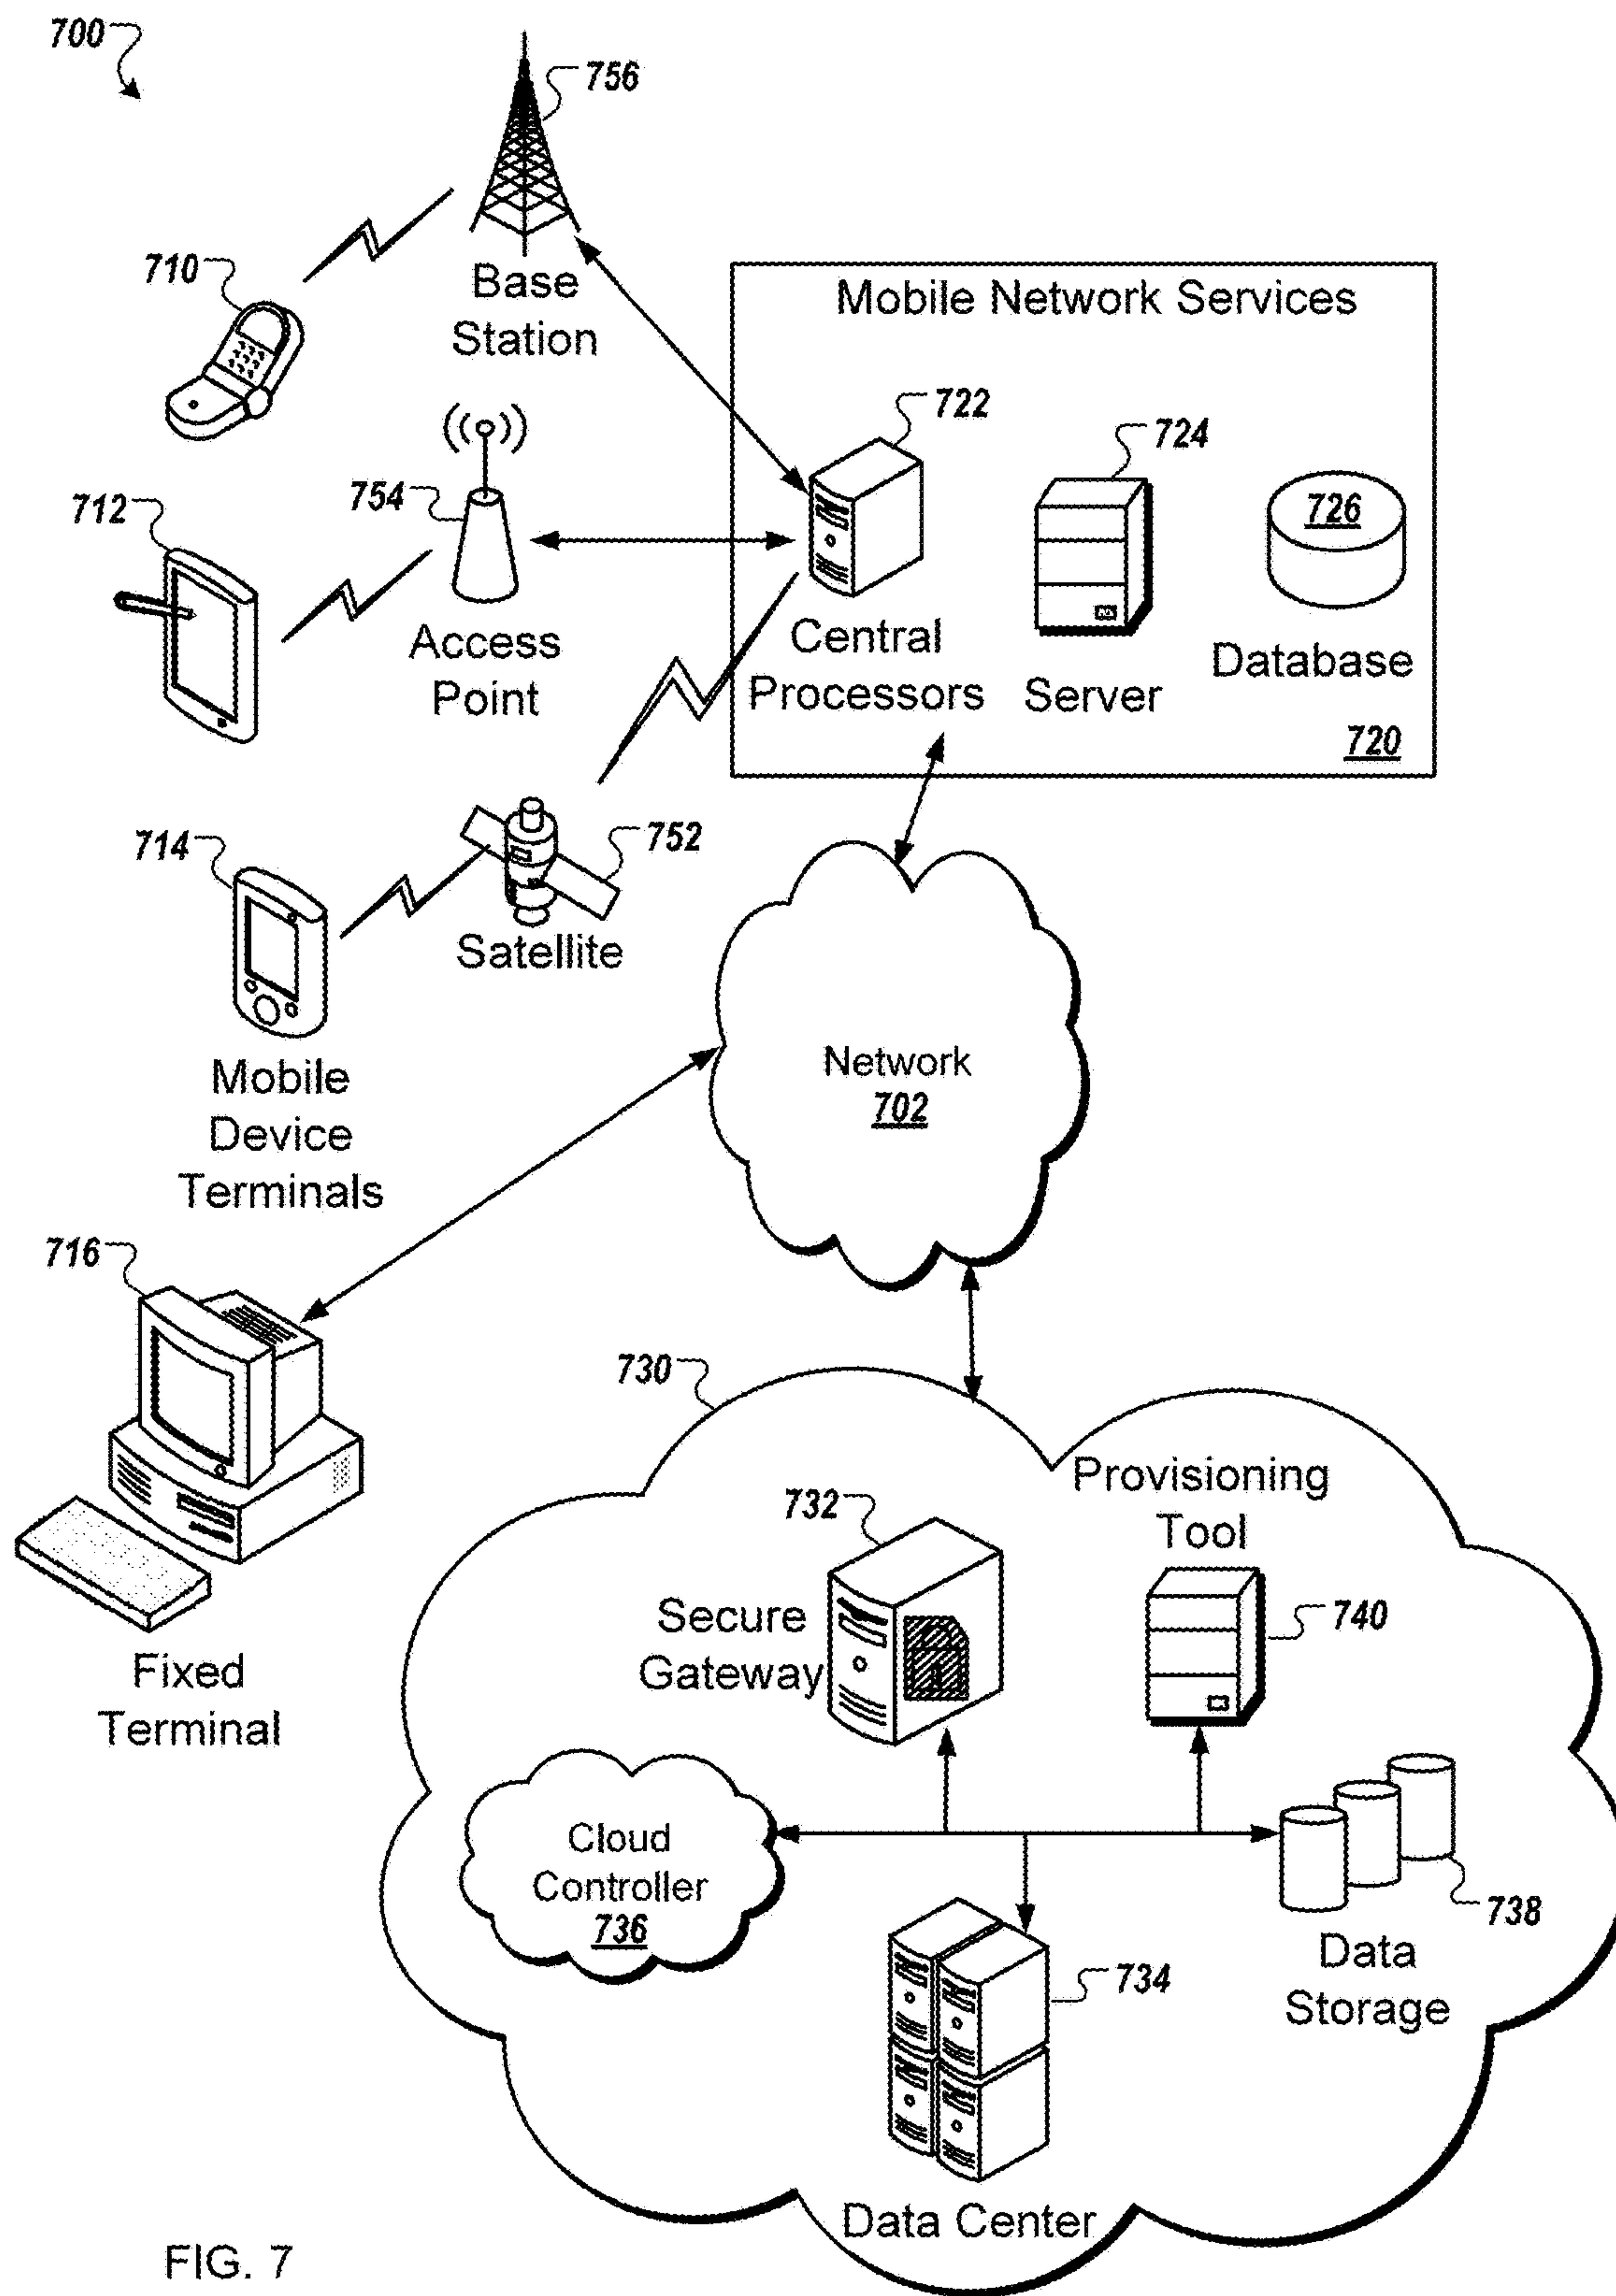 700
756
710
Base
Station
Mobile Network Services
722
724
726
712
754
Access
Point
Central
Processors
Server
Database
720
714
752
Satellite
Mobile
Device
Terminals
Network
702
716
Fixed
Terminal
730
Provisioning
Tool
732
740
Secure
Gateway
Cloud
Controller
736
738
Data
Storage
734
Data Center
FIG. 7